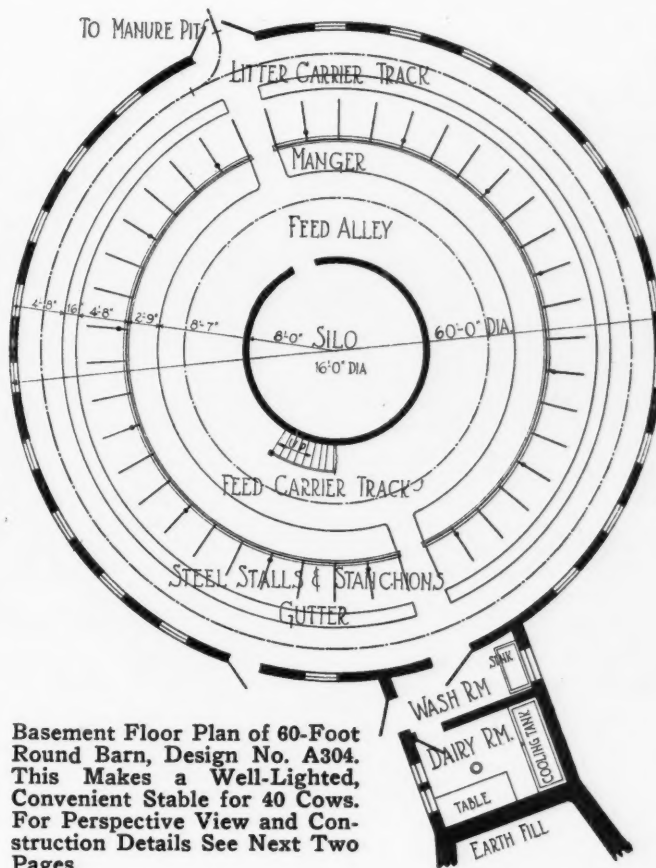 TO MANURE PIT
LITTER CARRIER TRACK
MANGER
FEED ALLEY
4'-8" 16" 4'-8" 2'-9" 8'-7" 8'-0" SILO 60'-0" DIA.
16'-0" DIA
UP
FEED CARRIER TRACK
STEEL STALLS & STANCHIONS
GUTTER
SINK
WASH RM
DAIRY RM.
COOLING TANK
TABLE
EARTH FILL
Basement Floor Plan of 60-Foot
Round Barn, Design No. A304.
This Makes a Well-Lighted,
Convenient Stable for 40 Cows.
For Perspective View and Con-
struction Details See Next Two
Pages